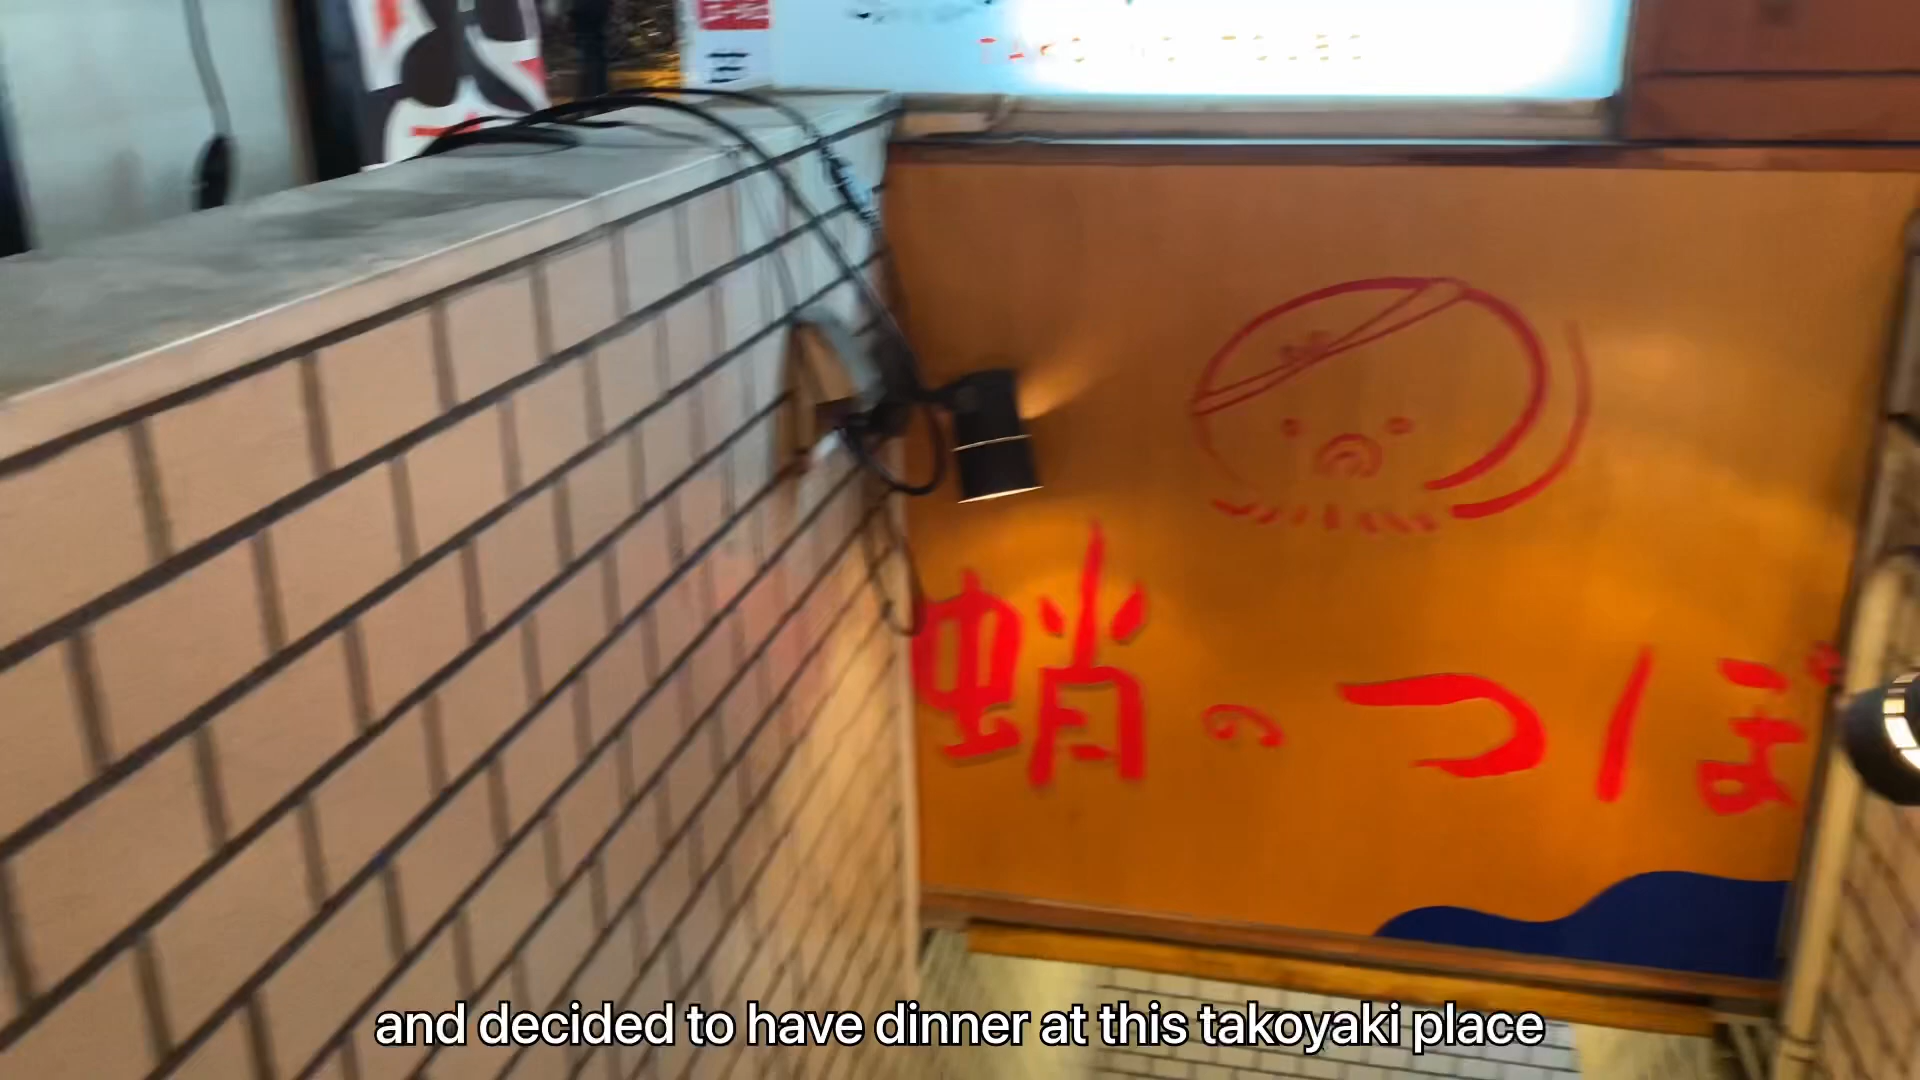 蛸のつぼ
and decided to have dinner at this takoyaki place